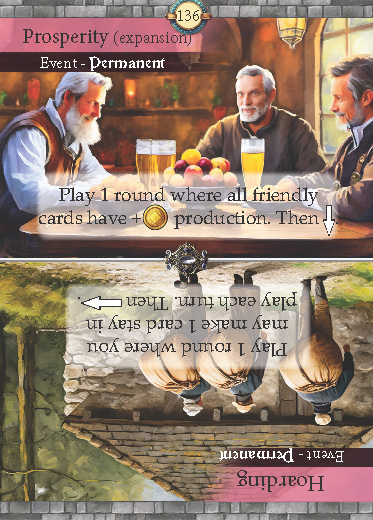 136
Prosperity (expansion)
Event - Permanent
Play 1 round where all friendly
cards have + production. Then .
Hoarding
Event - Permanent
Play 1 round where you
may make 1 card stay in
play each turn. Then .